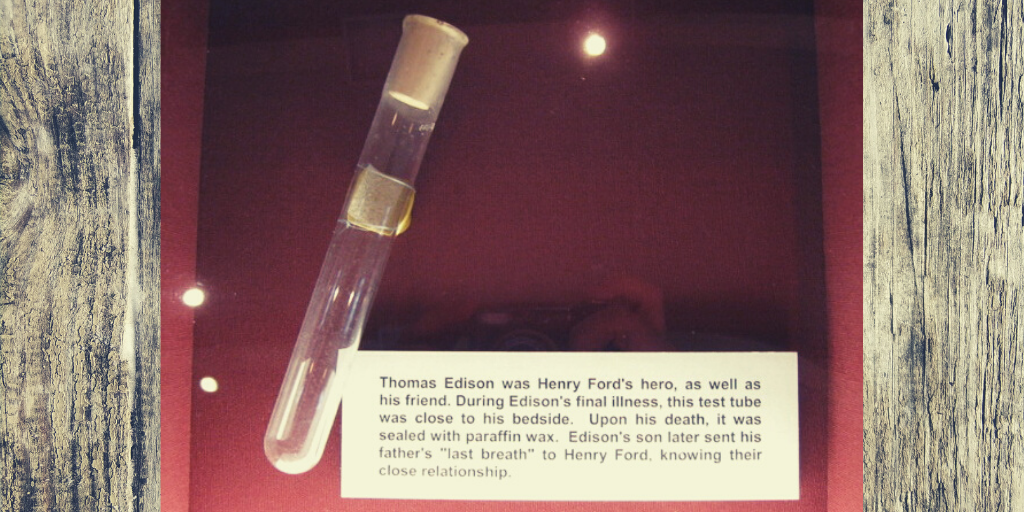 Thomas Edison was Henry Ford's hero, as well as
his friend. During Edison's final illness, this test tube
was close to his bedside. Upon his death, it was
sealed with paraffin wax. Edison's son later sent his
father's "last breath" to Henry Ford, knowing their
close relationship.